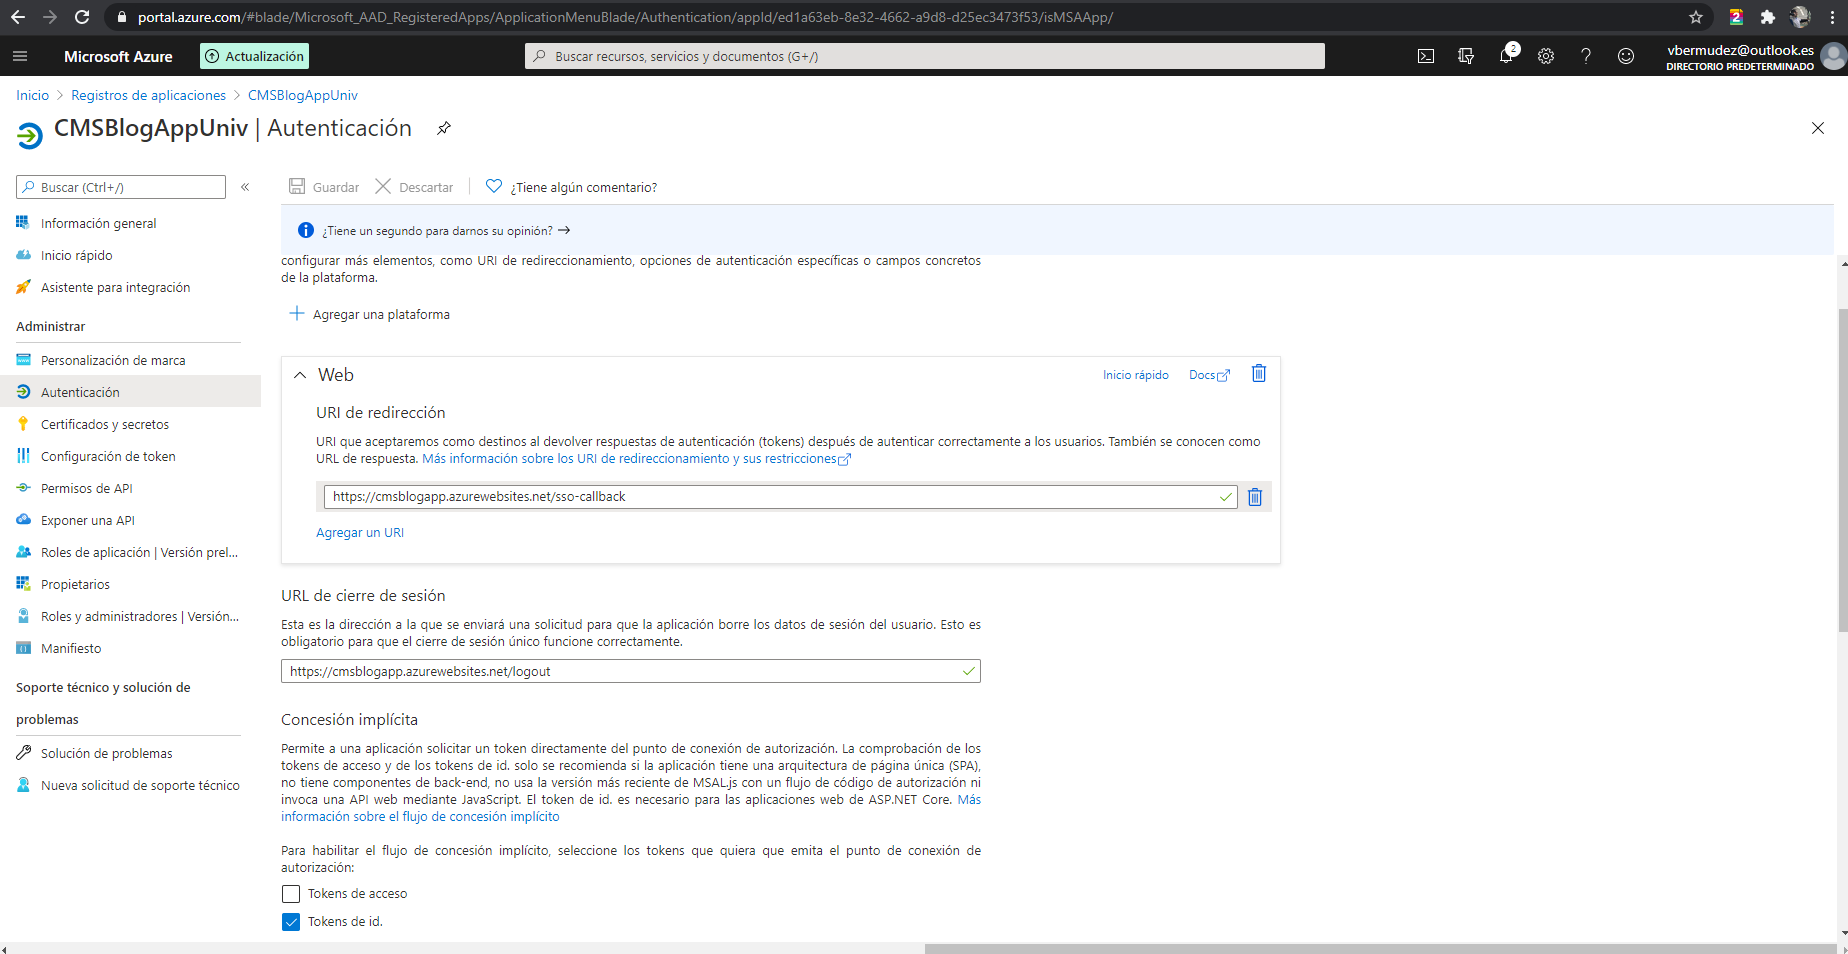 portal.azure.com/#blade/Microsoft_AAD_RegisteredApps/ApplicationMenuBlade/Authentication/appId/ed1a63eb-8e32-4662-a9d8-d25ec3473f53/isMSAApp/
2
Microsoft Azure
Actualización
Buscar recursos, servicios y documentos (G+/)
2
vbermudez@outlook.es
DIRECTORIO PREDETERMINADO
Inicio > Registros de aplicaciones > CMSBlogAppUniv
CMSBlogAppUniv | Autenticación
Buscar (Ctrl+/)
«
Información general
Inicio rápido
Asistente para integración
Administrar
Personalización de marca
Autenticación
Certificados y secretos
Configuración de token
Permisos de API
Exponer una API
Roles de aplicación | Versión prel...
Propietarios
Roles y administradores | Versión...
Manifiesto
Soporte técnico y solución de
problemas
Solución de problemas
Nueva solicitud de soporte técnico
Guardar
Descartar
¿Tiene algún comentario?
¿Tiene un segundo para darnos su opinión? →
configurar más elementos, como URI de redireccionamiento, opciones de autenticación específicas o campos concretos
de la plataforma.
Agregar una plataforma
Web
Inicio rápido
Docs
URI de redirección
URI que aceptaremos como destinos al devolver respuestas de autenticación (tokens) después de autenticar correctamente a los usuarios. También se conocen como
URL de respuesta. Más información sobre los URI de redireccionamiento y sus restricciones
https://cmsblogapp.azurewebsites.net/sso-callback
Agregar un URI
URL de cierre de sesión
Esta es la dirección a la que se enviará una solicitud para que la aplicación borre los datos de sesión del usuario. Esto es
obligatorio para que el cierre de sesión único funcione correctamente.
https://cmsblogapp.azurewebsites.net/logout
Concesión implícita
Permite a una aplicación solicitar un token directamente del punto de conexión de autorización. La comprobación de los
tokens de acceso y de los tokens de id. solo se recomienda si la aplicación tiene una arquitectura de página única (SPA),
no tiene componentes de back-end, no usa la versión más reciente de MSAL.js con un flujo de código de autorización ni
invoca una API web mediante JavaScript. El token de id. es necesario para las aplicaciones web de ASP.NET Core. Más
información sobre el flujo de concesión implícito
Para habilitar el flujo de concesión implícito, seleccione los tokens que quiera que emita el punto de conexión de
autorización:
Tokens de acceso
Tokens de id.